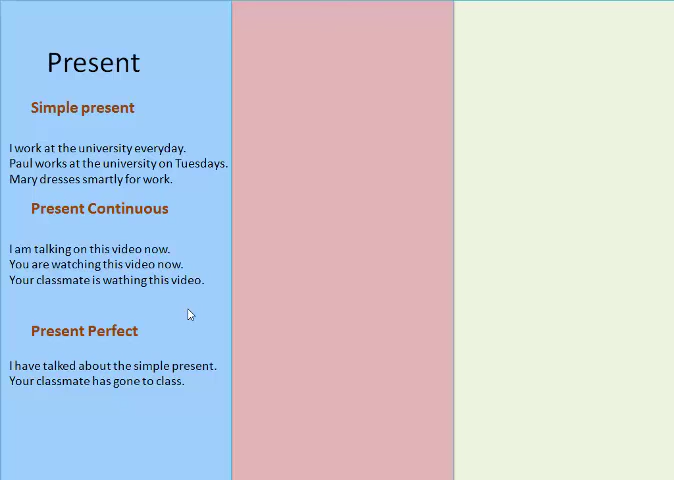 Present
Simple present
I work at the university everyday.
Paul works at the university on Tuesdays.
Mary dresses smartly for work.
Present Continuous
I am talking on this video now.
You are watching this video now.
Your classmate is wathing this video.
Present Perfect
I have talked about the simple present.
Your classmate has gone to class.